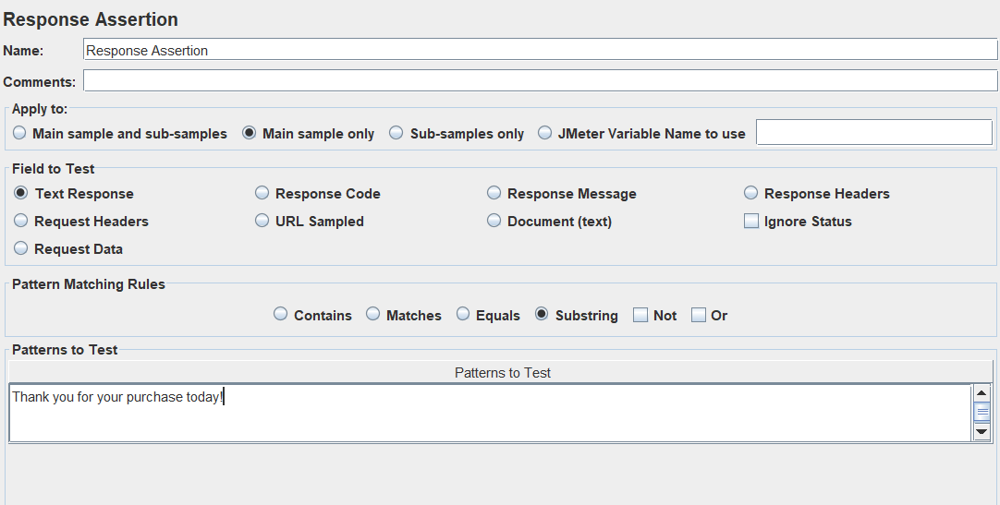 Response Assertion
Name: Response Assertion
Comments:
Apply to:
Main sample and sub-samples Main sample only Sub-samples only JMeter Variable Name to use
Field to Test
Text Response Response Code Response Message Response Headers
Request Headers URL Sampled Document (text) Ignore Status
Request Data
Pattern Matching Rules
Contains Matches Equals Substring Not Or
Patterns to Test
Patterns to Test
Thank you for your purchase today!